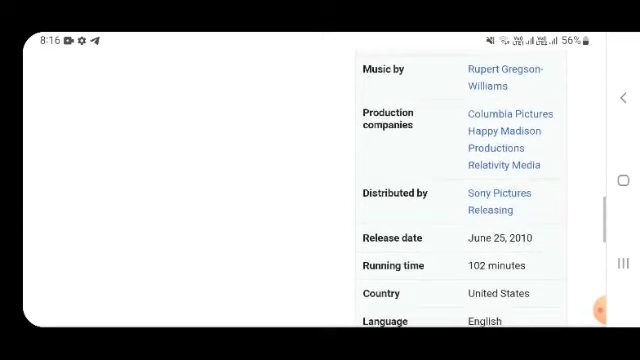 8:16 56%
Music by Rupert Gregson-
Williams
Production companies Columbia Pictures
Happy Madison
Productions
Relativity Media
Distributed by Sony Pictures
Releasing
Release date June 25, 2010
Running time 102 minutes
Country United States
Language English